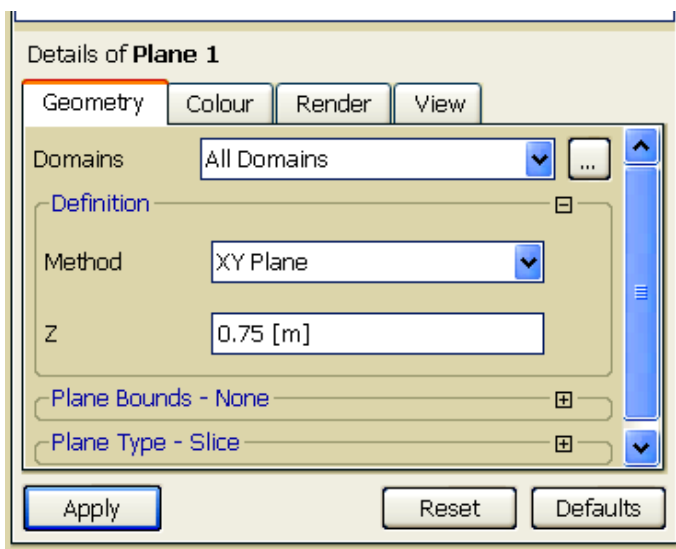 Details of Plane 1
Geometry Colour Render View
Domains All Domains ...
Definition
Method XY Plane
Z 0.75 [m]
Plane Bounds - None
Plane Type - Slice
Apply Reset Defaults